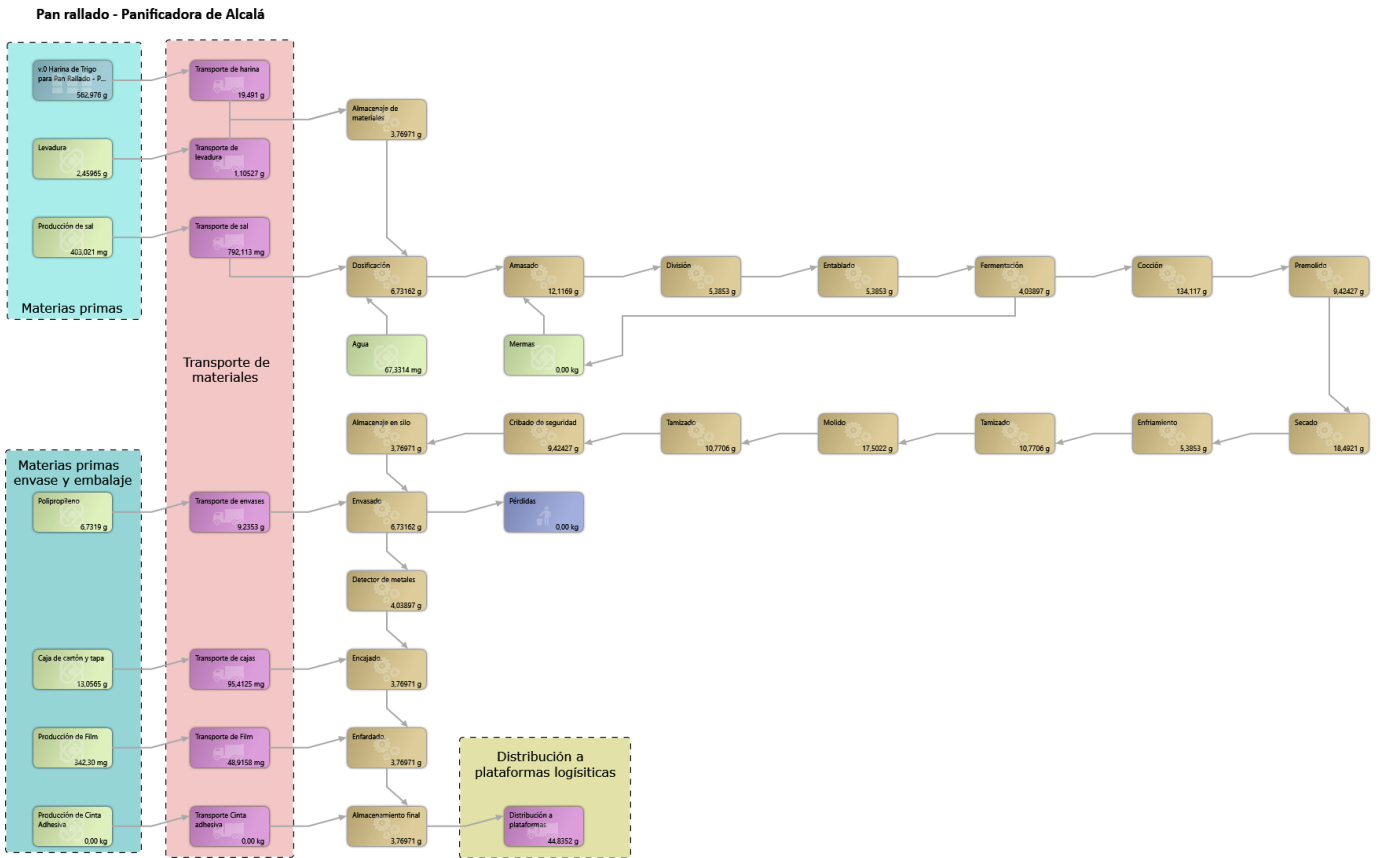 Pan rallado - Panificadora de Alcalá
v.0 Harina de Trigo
para Pan Rallado - P...
562,976 g
Transporte de harina
19,491 g
Almacenaje de
materiales
3,76971 g
Levadura
2,45965 g
Transporte de
levadura
1,10527 g
Producción de sal
403,021 mg
Transporte de sal
792,113 mg
Materias primas
Dosificación
6,73162 g
Amasado
12,1169 g
División
5,3853 g
Entablado
5,3853 g
Fermentación
4,03897 g
Cocción
134,117 g
Premolido
9,42427 g
Agua
67,3314 mg
Mermas
0,00 kg
Transporte de
materiales
Almacenaje en silo
3,76971 g
Cribado de seguridad
9,42427 g
Tamizado
10,7706 g
Molido
17,5022 g
Tamizado
10,7706 g
Enfriamiento
5,3853 g
Secado
18,4921 g
Materias primas
envase y embalaje
Polipropileno
6,7319 g
Transporte de envases
9,2353 g
Envasado
6,73162 g
Pérdidas
0,00 kg
Detector de metales
4,03897 g
Caja de cartón y tapa
13,0565 g
Transporte de cajas
95,4125 mg
Encajado
3,76971 g
Producción de Film
342,30 mg
Transporte de Film
48,9158 mg
Enfardado
3,76971 g
Distribución a
plataformas logísiticas
Producción de Cinta
Adhesiva
0,00 kg
Transporte Cinta
adhesiva
0,00 kg
Almacenamiento final
3,76971 g
Distribución a
plataformas
44,8352 g